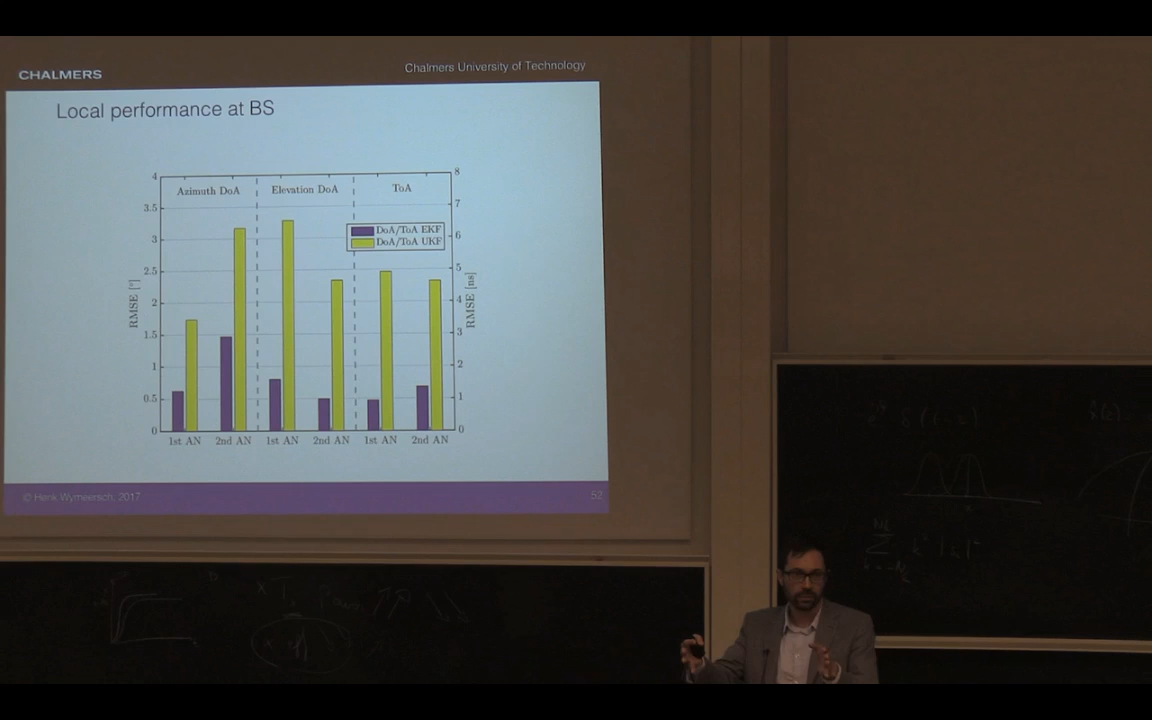 CHALMERS
Chalmers University of Technology
Local performance at BS
Azimuth DoA
Elevation DoA
ToA
DoA/ToA EKF
DoA/ToA UKF
4
3.5
3
2.5
2
1.5
1
0.5
0
RMSE [°]
8
7
6
5
4
3
2
1
0
RMSE [ns]
1st AN 2nd AN 1st AN 2nd AN 1st AN 2nd AN
© Henk Wymeersch, 2017
52